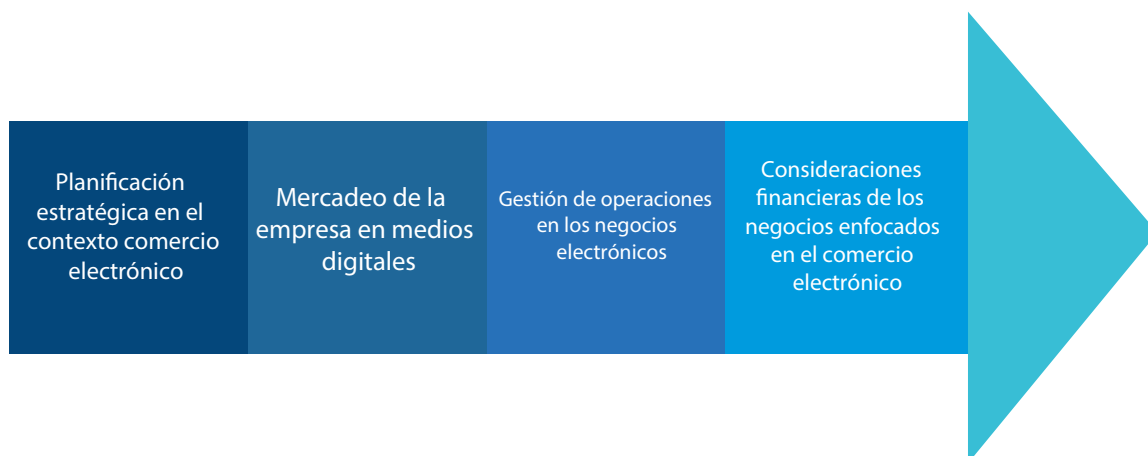 Planificación
estratégica en el
contexto comercio
electrónico
Mercadeo de la
empresa en medios
digitales
Gestión de operaciones
en los negocios
electrónicos
Consideraciones
financieras de los
negocios enfocados
en el comercio
electrónico